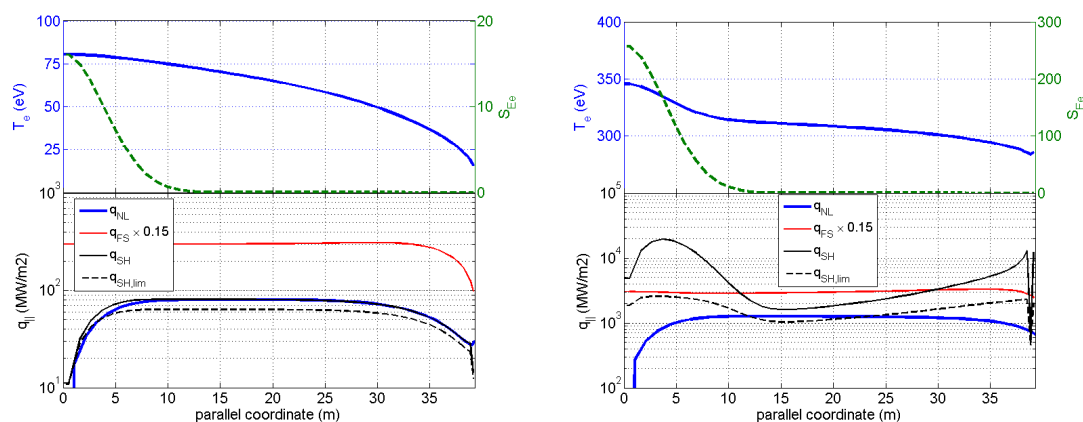 100
75
50
25
T_e (eV)
20
10
0
S_Ee
10^3
10^2
10^1
q_|| (MW/m2)
q_NL
q_FS × 0.15
q_SH
q_SH,lim
0 5 10 15 20 25 30 35
parallel coordinate (m)
400
350
300
T_e (eV)
300
200
100
0
S_Ee
10^5
10^4
10^3
10^2
q_|| (MW/m2)
q_NL
q_FS × 0.15
q_SH
q_SH,lim
0 5 10 15 20 25 30 35
parallel coordinate (m)